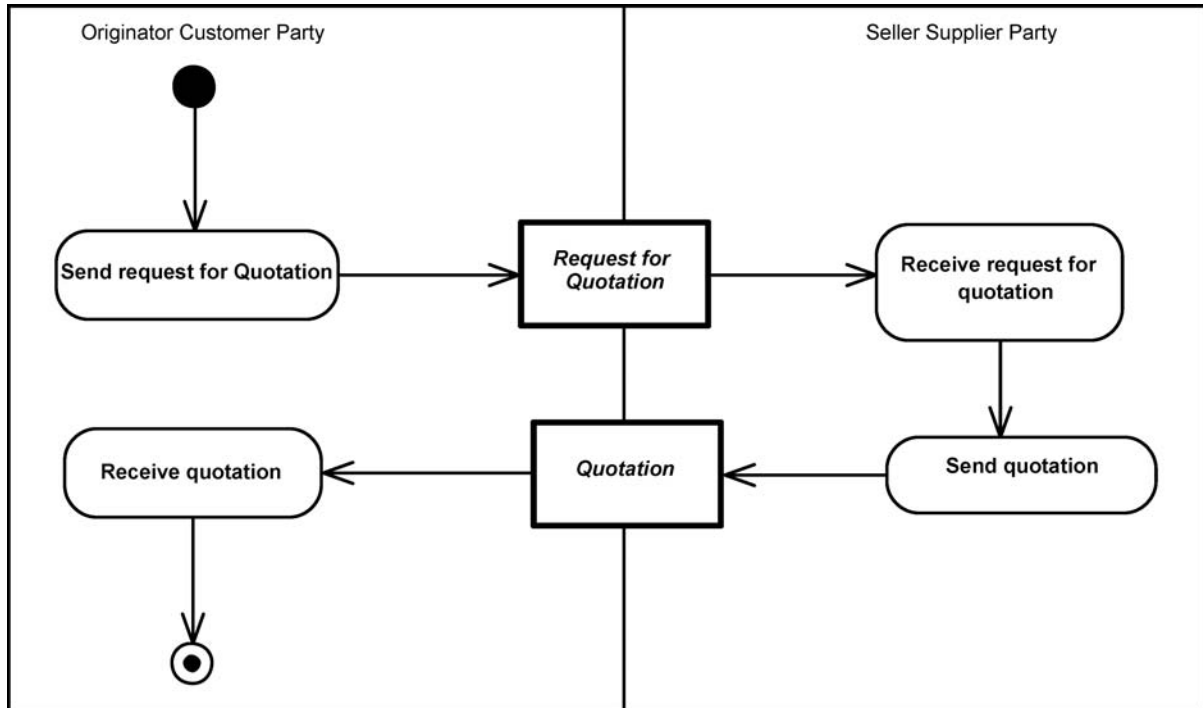 Originator Customer Party
Seller Supplier Party
Send request for Quotation
Request for
Quotation
Receive request for
quotation
Receive quotation
Quotation
Send quotation